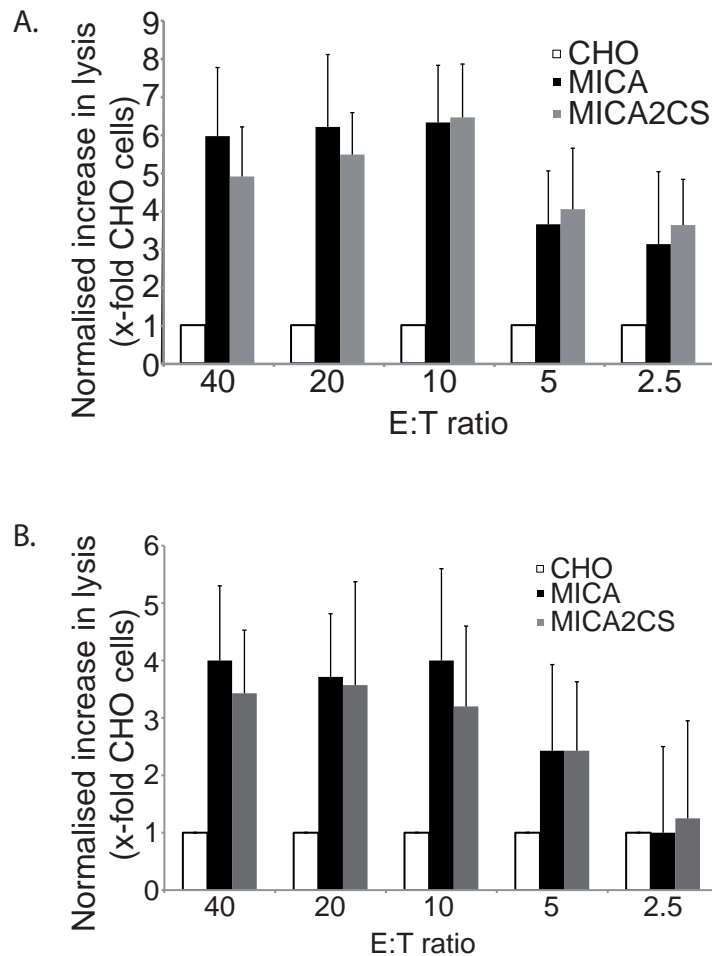 A.
Normalised increase in lysis
(x-fold CHO cells)
9
8
7
6
5
4
3
2
1
0
CHO
MICA
MICA2CS
40 20 10 5 2.5
E:T ratio
B.
Normalised increase in lysis
(x-fold CHO cells)
6
5
4
3
2
1
0
CHO
MICA
MICA2CS
40 20 10 5 2.5
E:T ratio